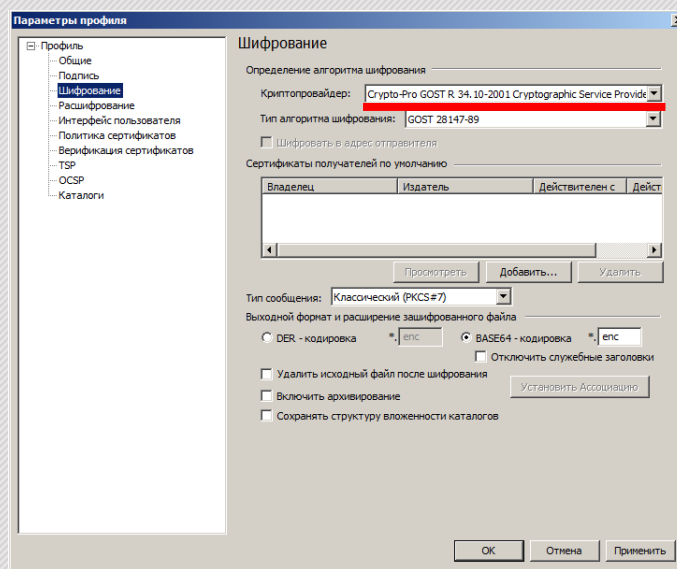 Параметры профиля
Профиль
Общие
Подпись
Шифрование
Расшифрование
Интерфейс пользователя
Политика сертификатов
Верификация сертификатов
TSP
OCSP
Каталоги
Шифрование
Определение алгоритма шифрования
Криптопровайдер: Crypto-Pro GOST R 34.10-2001 Cryptographic Service Provide
Тип алгоритма шифрования: GOST 28147-89
Шифровать в адрес отправителя
Сертификаты получателей по умолчанию
Владелец Издатель Действителен с Дейст
Просмотреть Добавить... Удалить
Тип сообщения: Классический (PKCS#7)
Выходной формат и расширение зашифрованного файла
DER - кодировка *. enc BASE64 - кодировка *. enc
Отключить служебные заголовки
Удалить исходный файл после шифрования
Установить Ассоциацию
Включить архивирование
Сохранять структуру вложенности каталогов
OK Отмена Применить